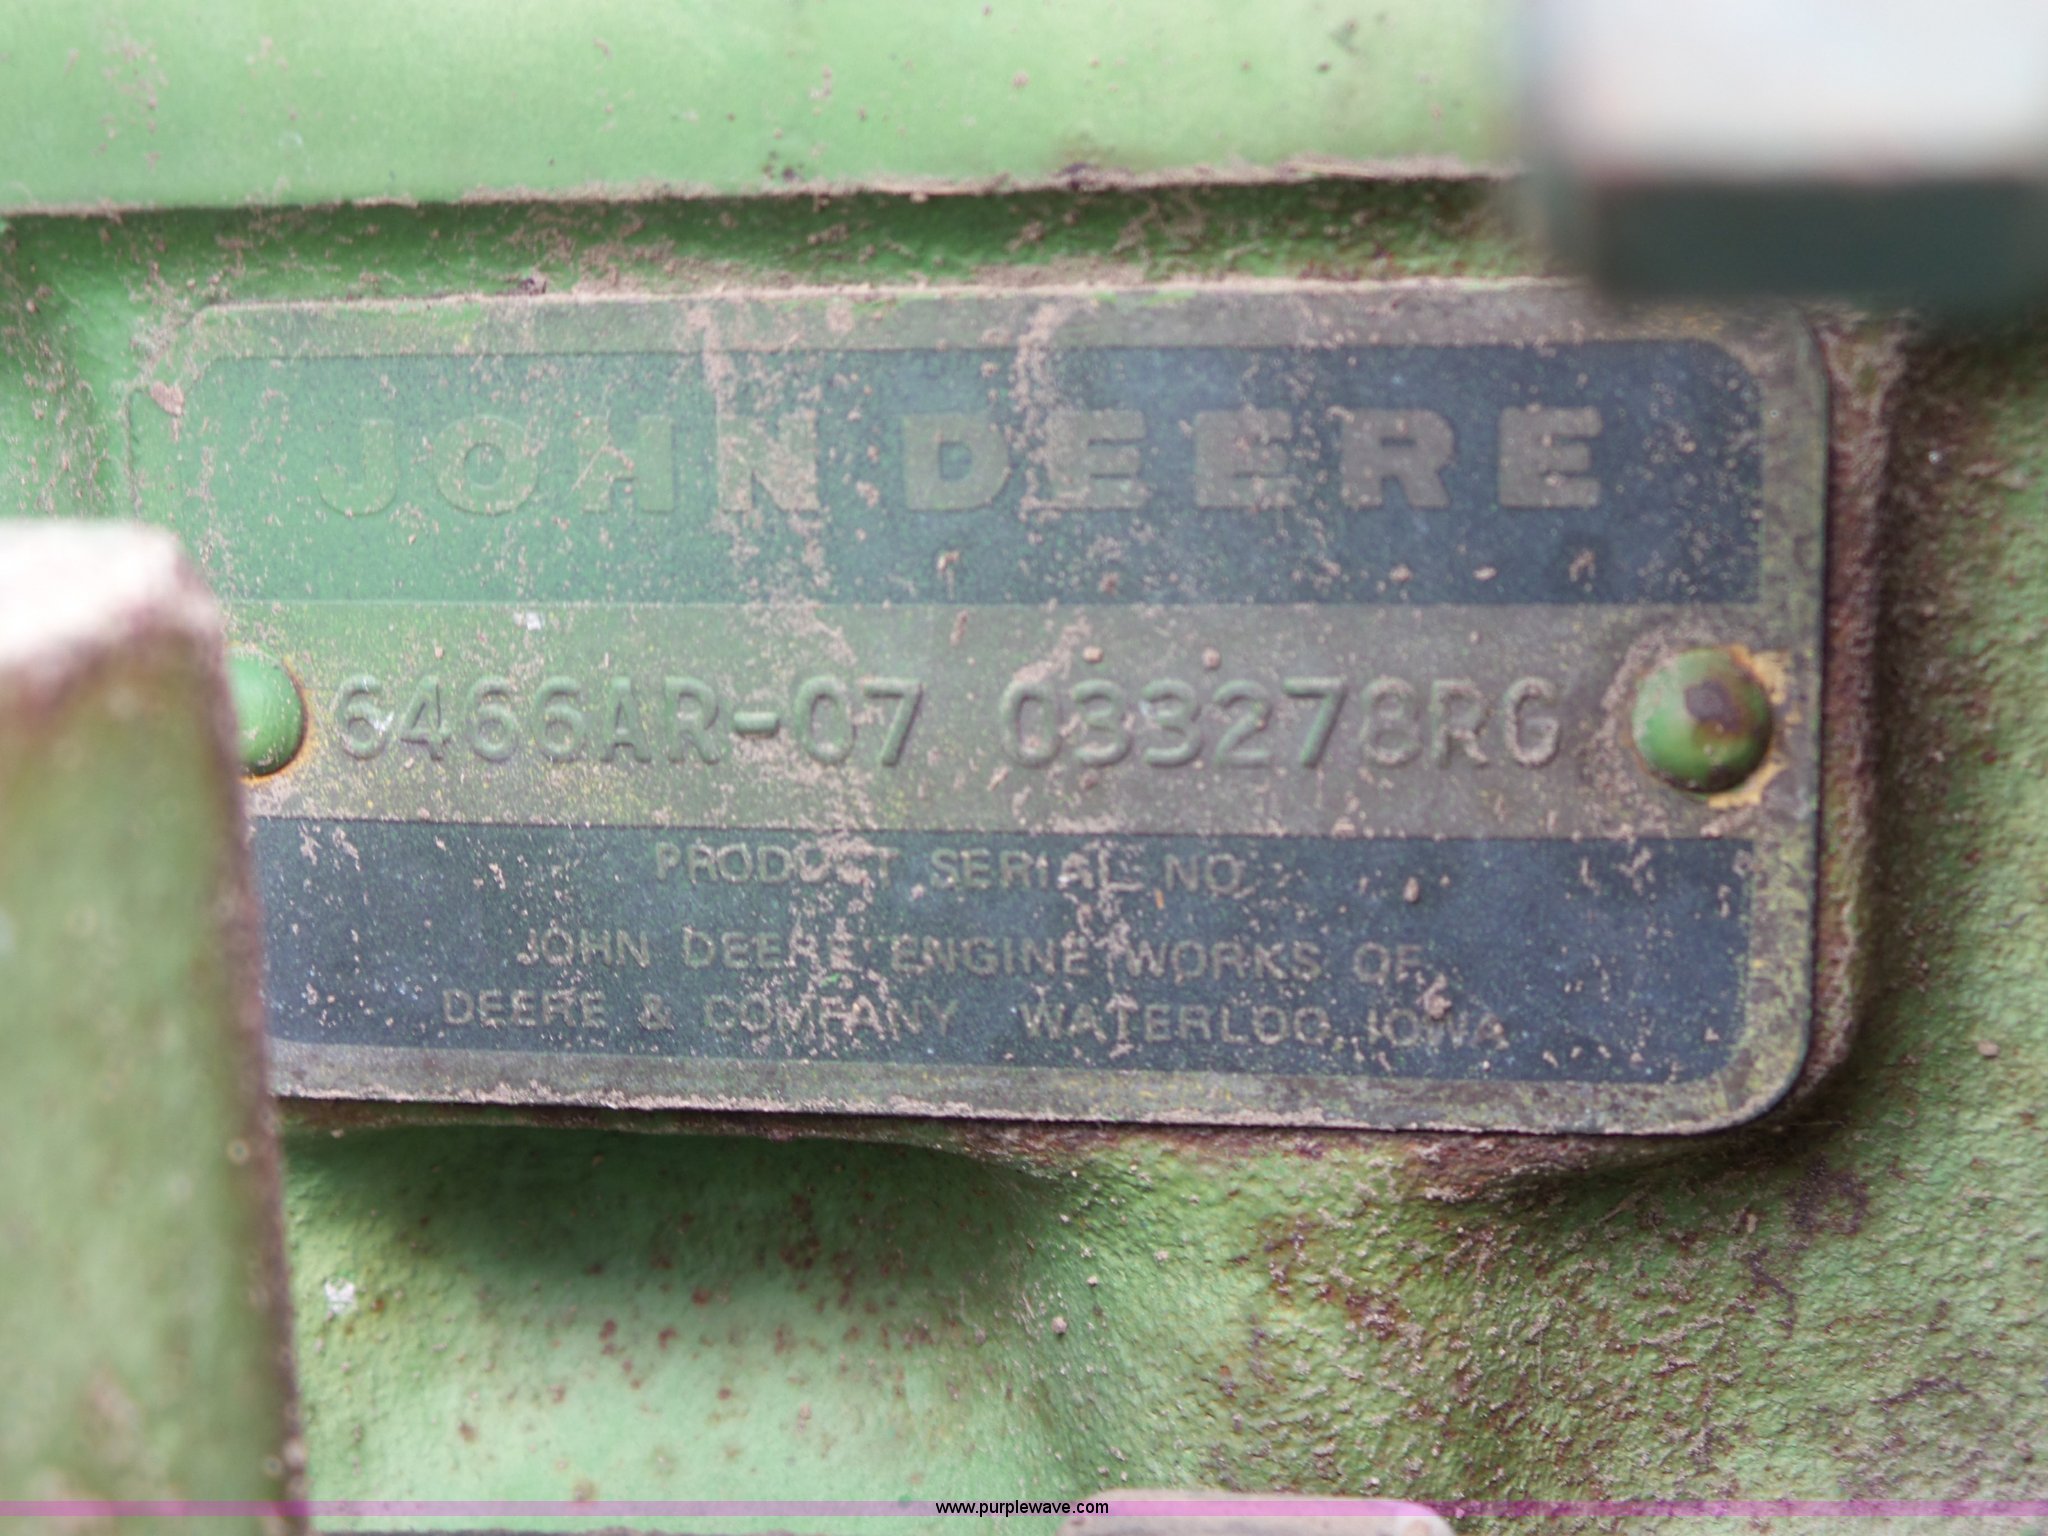 JOHN DEERE
6466AR-07 033278RG
PRODUCT SERIAL NO.
JOHN DEERE ENGINE WORKS OF
DEERE & COMPANY WATERLOO, IOWA
www.purplewave.com